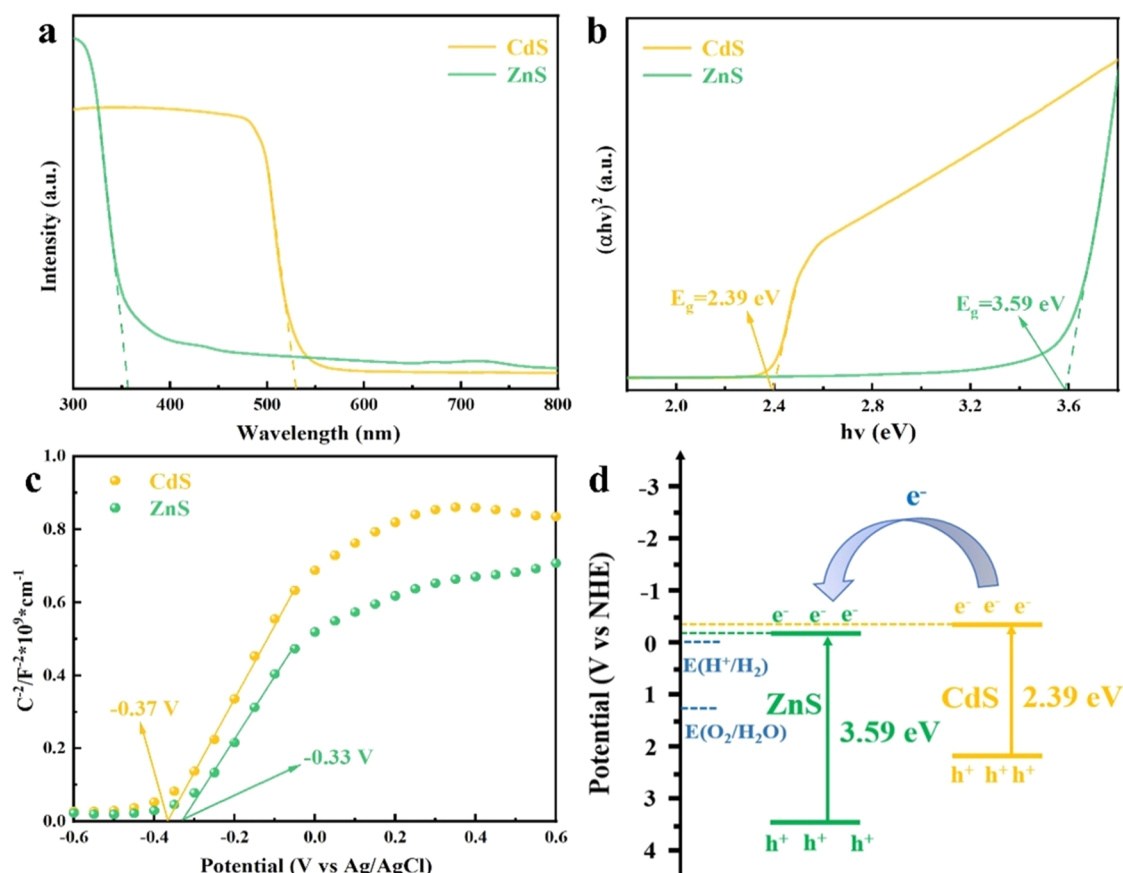 a
CdS
ZnS
Intensity (a.u.)
300 400 500 600 700 800
Wavelength (nm)
b
CdS
ZnS
(αhν)² (a.u.)
E_g=2.39 eV
E_g=3.59 eV
2.0 2.4 2.8 3.2 3.6
hν (eV)
c
CdS
ZnS
1.0
0.8
0.6
0.4
0.2
0.0
C⁻²/F⁻²*10⁹*cm⁻¹
-0.37 V
-0.33 V
-0.6 -0.4 -0.2 0.0 0.2 0.4 0.6
Potential (V vs Ag/AgCl)
d
Potential (V vs NHE)
-3
-2
-1
0
1
2
3
4
e⁻
e⁻ e⁻ e⁻
e⁻ e⁻ e⁻
E(H⁺/H₂)
E(O₂/H₂O)
ZnS
3.59 eV
CdS
2.39 eV
h⁺ h⁺ h⁺
h⁺ h⁺ h⁺